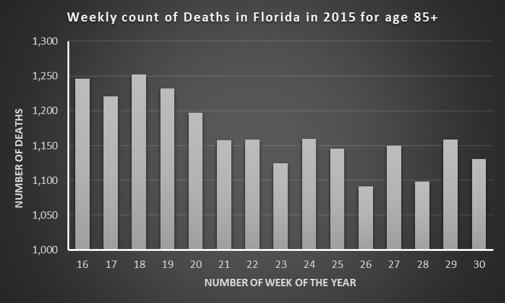 Weekly count of Deaths in Florida in 2015 for age 85+
1,300
1,250
1,200
1,150
1,100
1,050
1,000
NUMBER OF DEATHS
16 17 18 19 20 21 22 23 24 25 26 27 28 29 30
NUMBER OF WEEK OF THE YEAR